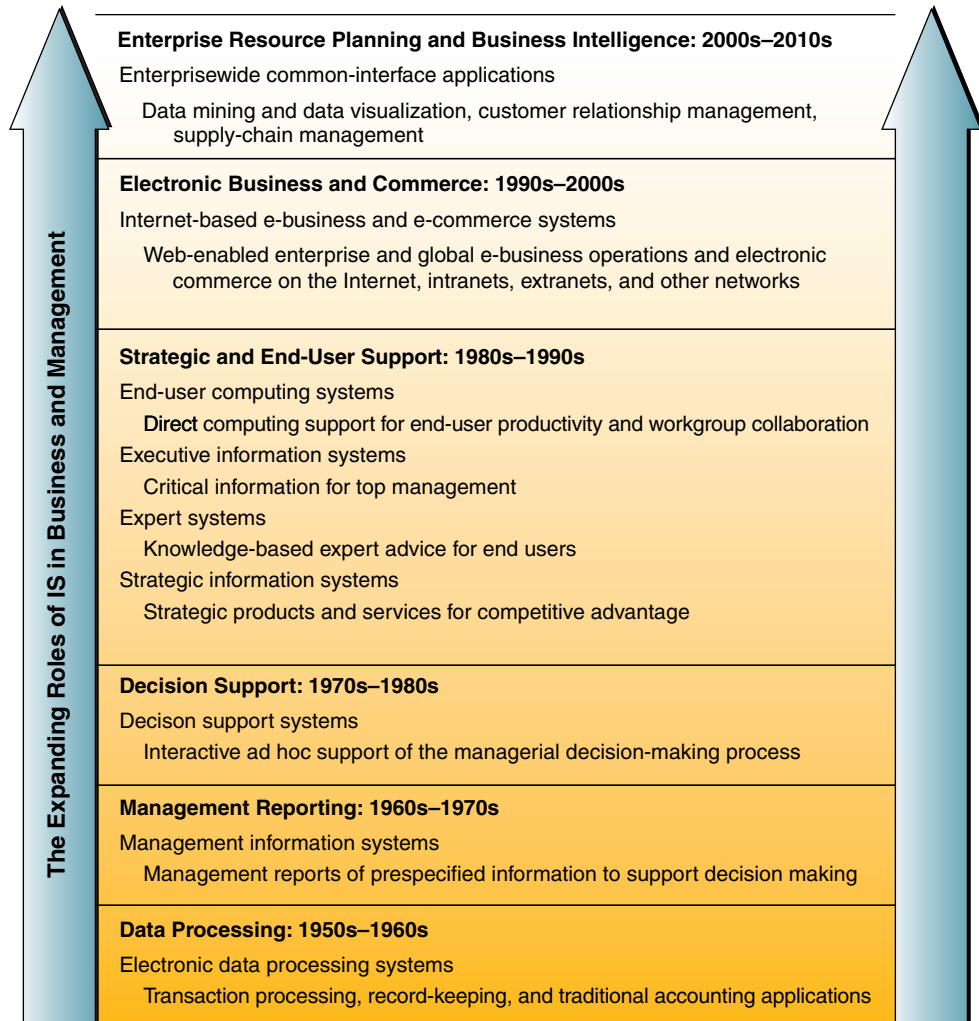 Enterprise Resource Planning and Business Intelligence: 2000s–2010s
Enterprisewide common-interface applications
Data mining and data visualization, customer relationship management,
supply-chain management
Electronic Business and Commerce: 1990s–2000s
Internet-based e-business and e-commerce systems
Web-enabled enterprise and global e-business operations and electronic
commerce on the Internet, intranets, extranets, and other networks
Strategic and End-User Support: 1980s–1990s
End-user computing systems
Direct computing support for end-user productivity and workgroup collaboration
Executive information systems
Critical information for top management
Expert systems
Knowledge-based expert advice for end users
Strategic information systems
Strategic products and services for competitive advantage
Decision Support: 1970s–1980s
Decison support systems
Interactive ad hoc support of the managerial decision-making process
Management Reporting: 1960s–1970s
Management information systems
Management reports of prespecified information to support decision making
Data Processing: 1950s–1960s
Electronic data processing systems
Transaction processing, record-keeping, and traditional accounting applications
The Expanding Roles of IS in Business and Management